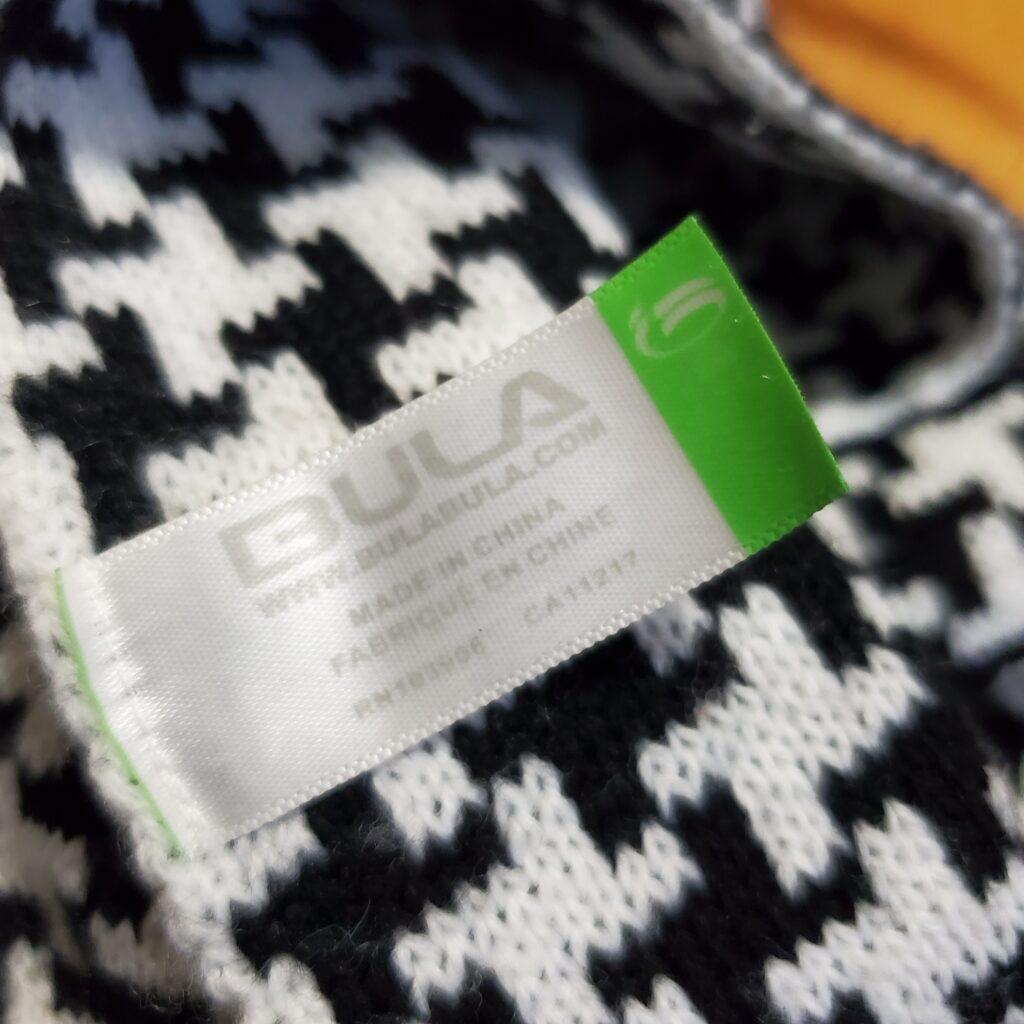 BULA
WWW.BULABULA.COM
MADE IN CHINA
FABRIQUÉ EN CHINE
CA11217